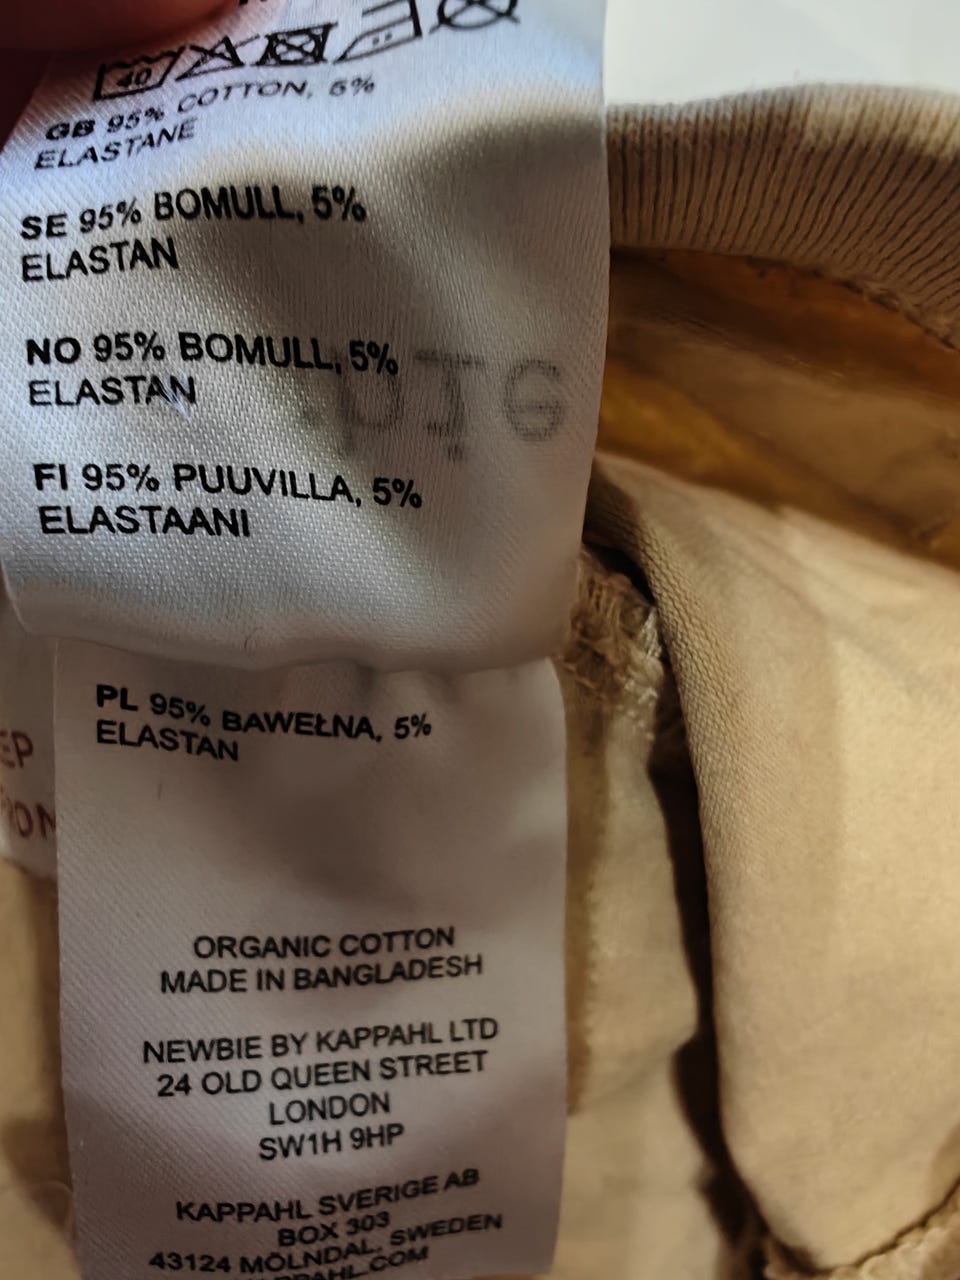 40
GB 95% COTTON, 5%
ELASTANE
SE 95% BOMULL, 5%
ELASTAN
NO 95% BOMULL, 5%
ELASTAN
FI 95% PUUVILLA, 5%
ELASTAANI
PL 95% BAWEŁNA, 5%
ELASTAN
ORGANIC COTTON
MADE IN BANGLADESH
NEWBIE BY KAPPAHL LTD
24 OLD QUEEN STREET
LONDON
SW1H 9HP
KAPPAHL SVERIGE AB
BOX 303
43124 MÖLNDAL, SWEDEN